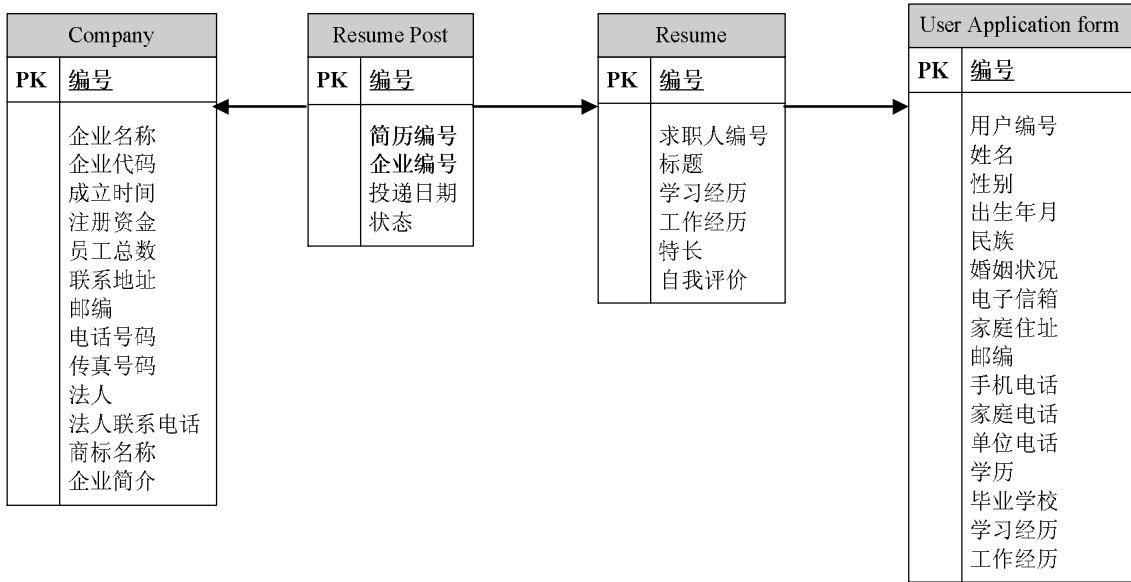 Company
PK 编号
企业名称
企业代码
成立时间
注册资金
员工总数
联系地址
邮编
电话号码
传真号码
法人
法人联系电话
商标名称
企业简介
Resume Post
PK 编号
简历编号
企业编号
投递日期
状态
Resume
PK 编号
求职人编号
标题
学习经历
工作经历
特长
自我评价
User Application form
PK 编号
用户编号
姓名
性别
出生年月
民族
婚姻状况
电子信箱
家庭住址
邮编
手机电话
家庭电话
单位电话
学历
毕业学校
学习经历
工作经历